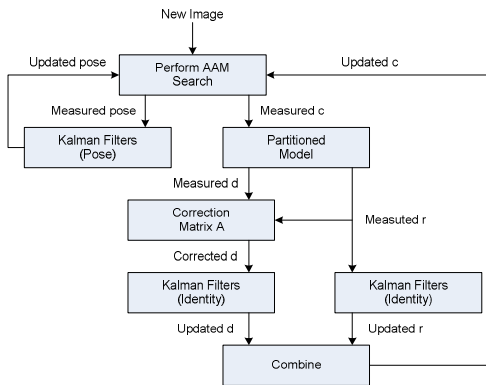 New Image
Updated pose
Perform AAM
Search
Updated c
Measured pose
Measured c
Kalman Filters
(Pose)
Partitioned
Model
Measured d
Correction
Matrix A
Measuted r
Corrected d
Kalman Filters
(Identity)
Kalman Filters
(Identity)
Updated d
Updated r
Combine